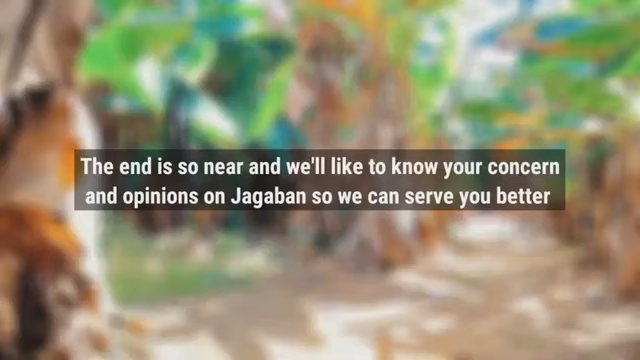 The end is so near and we'll like to know your concern
and opinions on Jagaban so we can serve you better